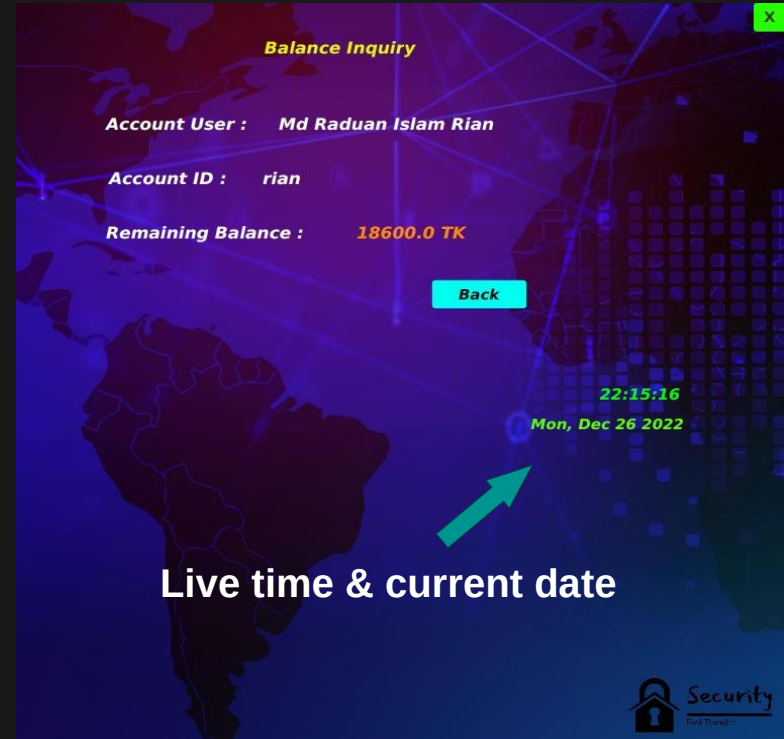 X
Balance Inquiry
Account User : Md Raduan Islam Rian
Account ID : rian
Remaining Balance : 18600.0 TK
Back
22:15:16
Mon, Dec 26 2022
Live time & current date
Security